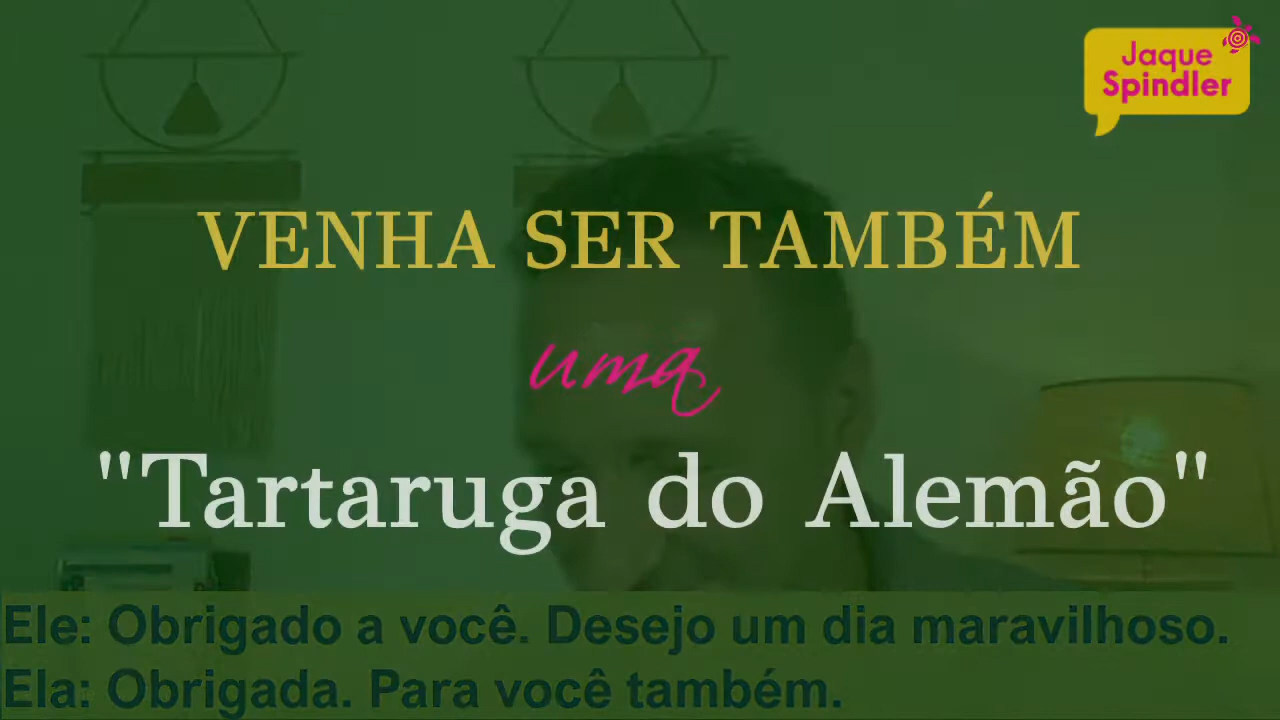 Jaque
Spindler
VENHA SER TAMBÉM
uma
"Tartaruga do Alemão"
Ele: Obrigado a você. Desejo um dia maravilhoso.
Ela: Obrigada. Para você também.